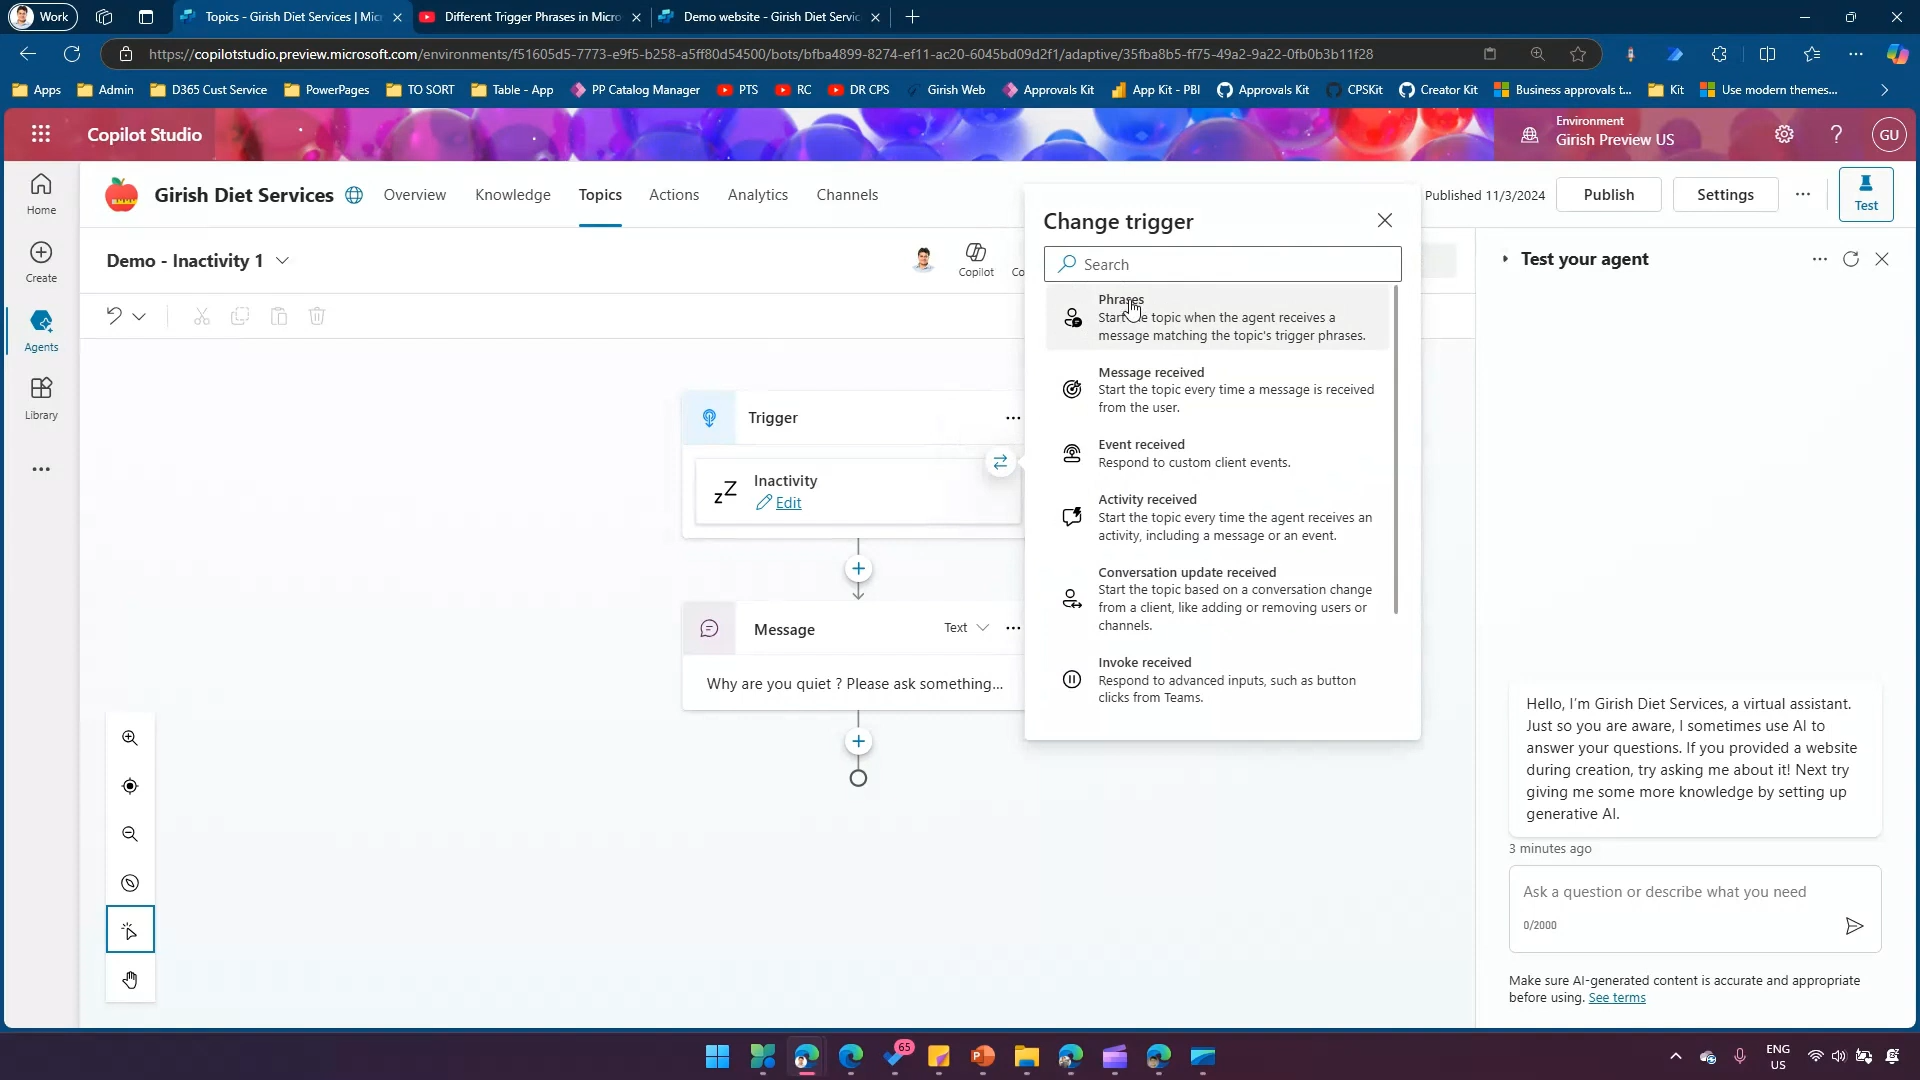 Work
Topics - Girish Diet Services | Mic
Different Trigger Phrases in Micro
Demo website - Girish Diet Servic
https://copilotstudio.preview.microsoft.com/environments/f51605d5-7773-e9f5-b258-a5ff80d54500/bots/bfba4899-8274-ef11-ac20-6045bd09d2f1/adaptive/35fba8b5-ff75-49a2-9a22-0fb0b3b11f28
Apps
Admin
D365 Cust Service
PowerPages
TO SORT
Table - App
PP Catalog Manager
PTS
RC
DR CPS
Girish Web
Approvals Kit
App Kit - PBI
Approvals Kit
CPSKit
Creator Kit
Business approvals t...
Kit
Use modern themes...
Copilot Studio
Environment
Girish Preview US
GU
Home
Create
Agents
Library
Girish Diet Services
Overview
Knowledge
Topics
Actions
Analytics
Channels
Published 11/3/2024
Publish
Settings
Test
Demo - Inactivity 1
Copilot
Co
Trigger
Inactivity
Edit
Message
Text
Why are you quiet ? Please ask something...
Change trigger
Search
Phrases
Start the topic when the agent receives a
message matching the topic's trigger phrases.
Message received
Start the topic every time a message is received
from the user.
Event received
Respond to custom client events.
Activity received
Start the topic every time the agent receives an
activity, including a message or an event.
Conversation update received
Start the topic based on a conversation change
from a client, like adding or removing users or
channels.
Invoke received
Respond to advanced inputs, such as button
clicks from Teams.
Test your agent
Hello, I'm Girish Diet Services, a virtual assistant.
Just so you are aware, I sometimes use AI to
answer your questions. If you provided a website
during creation, try asking me about it! Next try
giving me some more knowledge by setting up
generative AI.
3 minutes ago
Ask a question or describe what you need
0/2000
Make sure AI-generated content is accurate and appropriate
before using. See terms
65
ENG
US